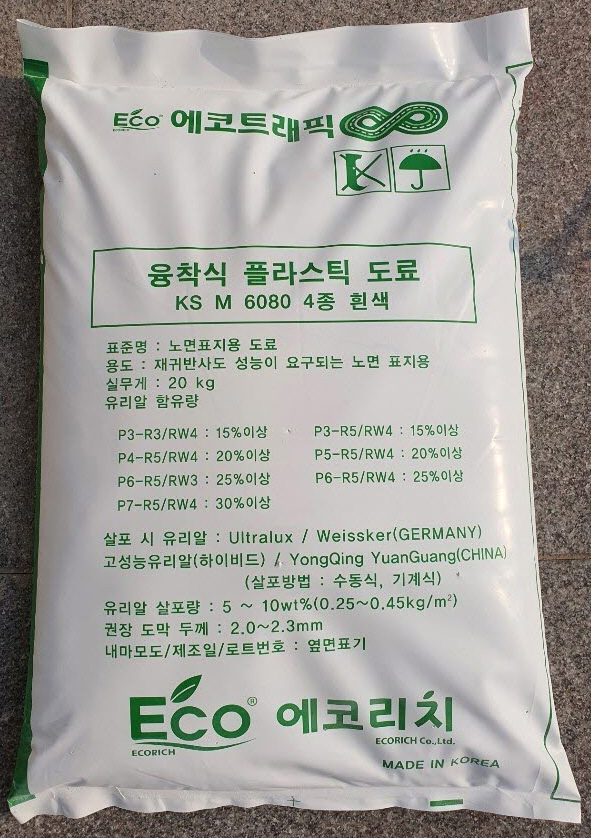 Eco ECORICH 에코트래픽
융착식 플라스틱 도료
KS M 6080 4종 흰색
표준명 : 노면표지용 도료
용도 : 재귀반사도 성능이 요구되는 노면 표지용
실무게 : 20 kg
유리알 함유량
P3-R3/RW4 : 15%이상 P3-R5/RW4 : 15%이상
P4-R5/RW4 : 20%이상 P5-R5/RW4 : 20%이상
P6-R5/RW3 : 25%이상 P6-R5/RW4 : 25%이상
P7-R5/RW4 : 30%이상
살포 시 유리알 : Ultralux / Weissker(GERMANY)
고성능유리알(하이비드) / YongQing YuanGuang(CHINA)
(살포방법 : 수동식, 기계식)
유리알 살포량 : 5 ~ 10wt%(0.25~0.45kg/m²)
권장 도막 두께 : 2.0~2.3mm
내마모도/제조일/로트번호 : 옆면표기
Eco® 에코리치
ECORICH ECORICH Co.,Ltd.
MADE IN KOREA